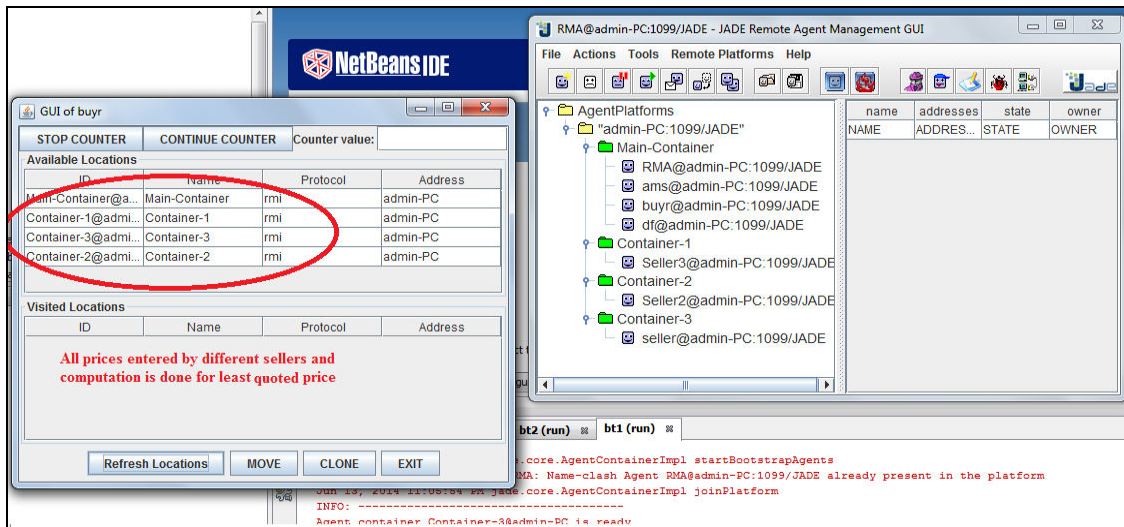 NetBeans IDE
RMA@admin-PC:1099/JADE - JADE Remote Agent Management GUI
File Actions Tools Remote Platforms Help
Jade
AgentPlatforms
"admin-PC:1099/JADE"
Main-Container
RMA@admin-PC:1099/JADE
ams@admin-PC:1099/JADE
buyr@admin-PC:1099/JADE
df@admin-PC:1099/JADE
Container-1
Seller3@admin-PC:1099/JADE
Container-2
Seller2@admin-PC:1099/JADE
Container-3
seller@admin-PC:1099/JADE
name addresses state owner
NAME ADDRES... STATE OWNER
GUI of buyr
STOP COUNTER CONTINUE COUNTER Counter value:
Available Locations
ID Name Protocol Address
Main-Container@a... Main-Container rmi admin-PC
Container-1@admi... Container-1 rmi admin-PC
Container-3@admi... Container-3 rmi admin-PC
Container-2@admi... Container-2 rmi admin-PC
Visited Locations
ID Name Protocol Address
All prices entered by different sellers and
computation is done for least quoted price
Refresh Locations MOVE CLONE EXIT
bt2 (run) bt1 (run)
.core.AgentContainerImpl startBootstrapAgents
RMA: Name-clash Agent RMA@admin-PC:1099/JADE already present in the platform
Jun 13, 2014 11:05:54 PM jade.core.AgentContainerImpl joinPlatform
INFO: --------------------------------------
Agent container Container-3@admin-PC is ready